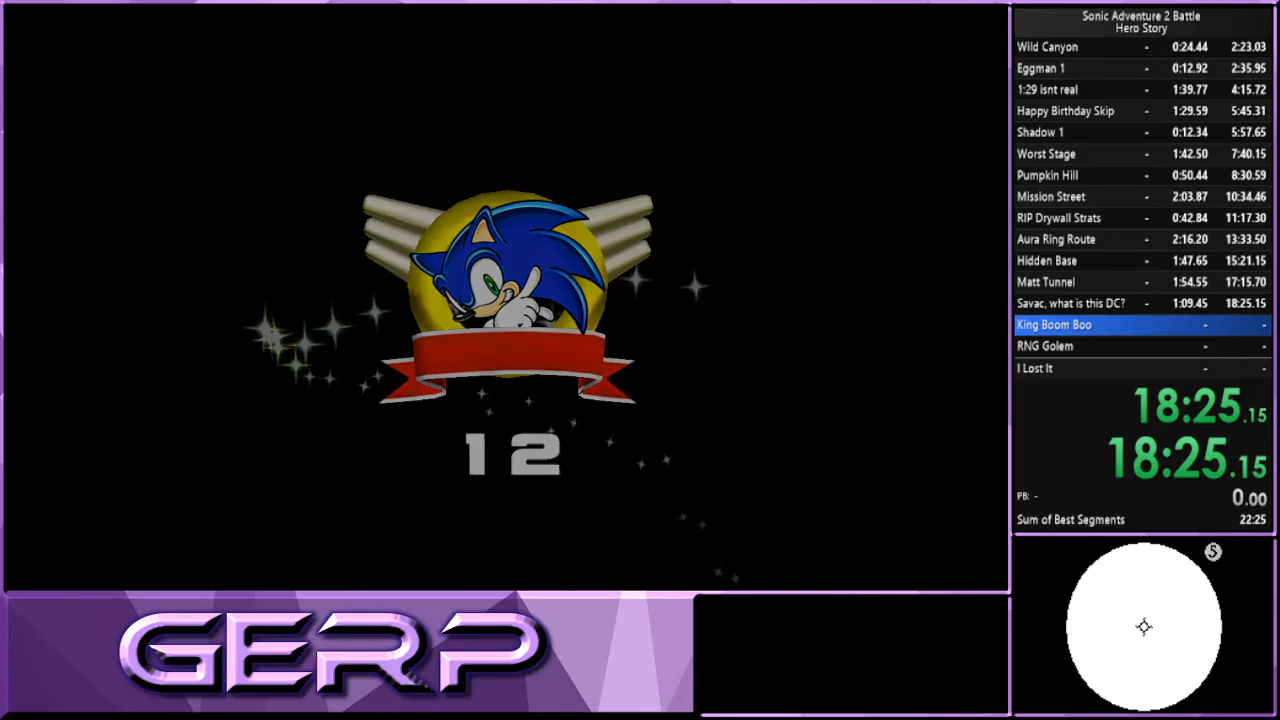 Sonic Adventure 2 Battle
Hero Story
Wild Canyon - 0:24.44 2:23.03
Eggman 1 - 0:12.92 2:35.95
1:29 isnt real - 1:39.77 4:15.72
Happy Birthday Skip - 1:29.59 5:45.31
Shadow 1 - 0:12.34 5:57.65
Worst Stage - 1:42.50 7:40.15
Pumpkin Hill - 0:50.44 8:30.59
Mission Street - 2:03.87 10:34.46
RIP Drywall Strats - 0:42.84 11:17.30
Aura Ring Route - 2:16.20 13:33.50
Hidden Base - 1:47.65 15:21.15
Matt Tunnel - 1:54.55 17:15.70
Savac, what is this DC? - 1:09.45 18:25.15
King Boom Boo - -
RNG Golem - -
I Lost It - -
18:25.15
18:25.15
PB: - 0.00
Sum of Best Segments 22:25
12
S
GERP